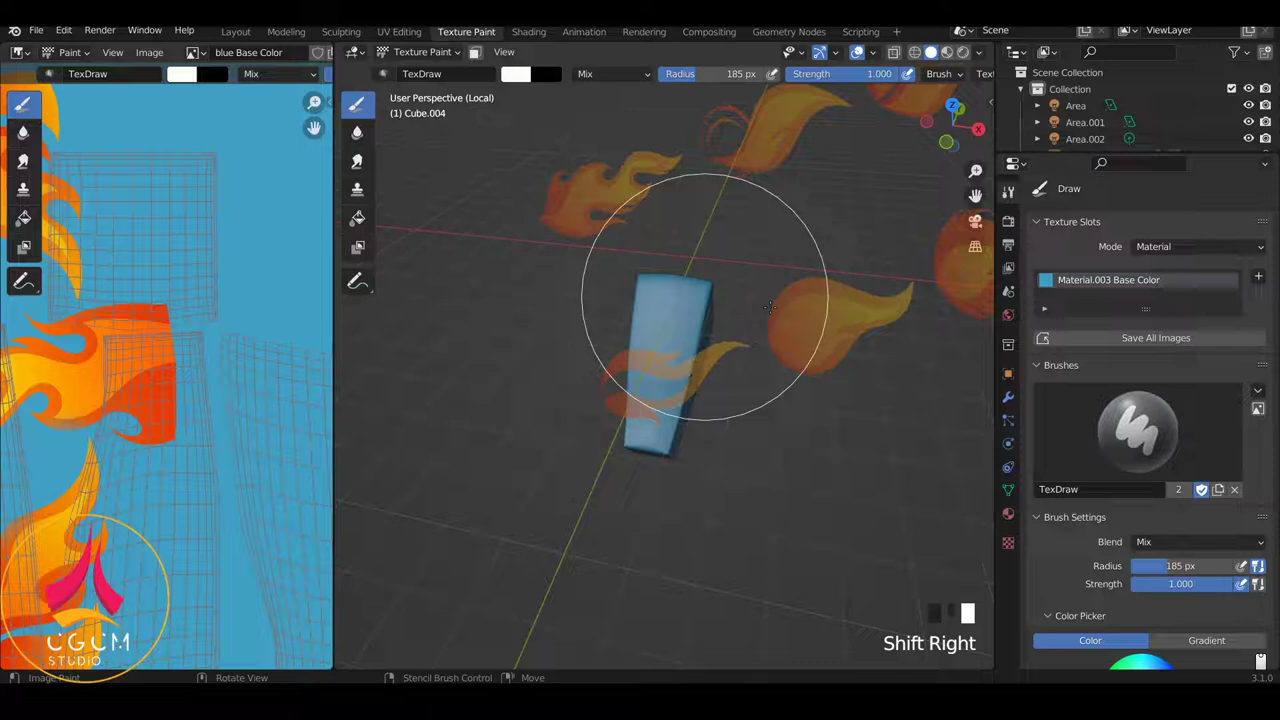 File Edit Render Window Help Layout Modeling Sculpting UV Editing Texture Paint Shading Animation Rendering Compositing Geometry Nodes Scripting + Scene ViewLayer
Paint View Image blue Base Color Texture Paint View
TexDraw Mix TexDraw Mix Radius 185 px Strength 1.000 Brush
User Perspective (Local)
(1) Cube.004
Scene Collection
Collection
Area
Area.001
Area.002
X
Draw
Texture Slots
Mode Material
Material.003 Base Color
Save All Images
Brushes
TexDraw 2
Brush Settings
Blend Mix
Radius 185 px
Strength 1.000
Color Picker
Color Gradient
Shift Right
CGCM
STUDIO
Image Paint Rotate View Stencil Brush Control Move 3.1.0